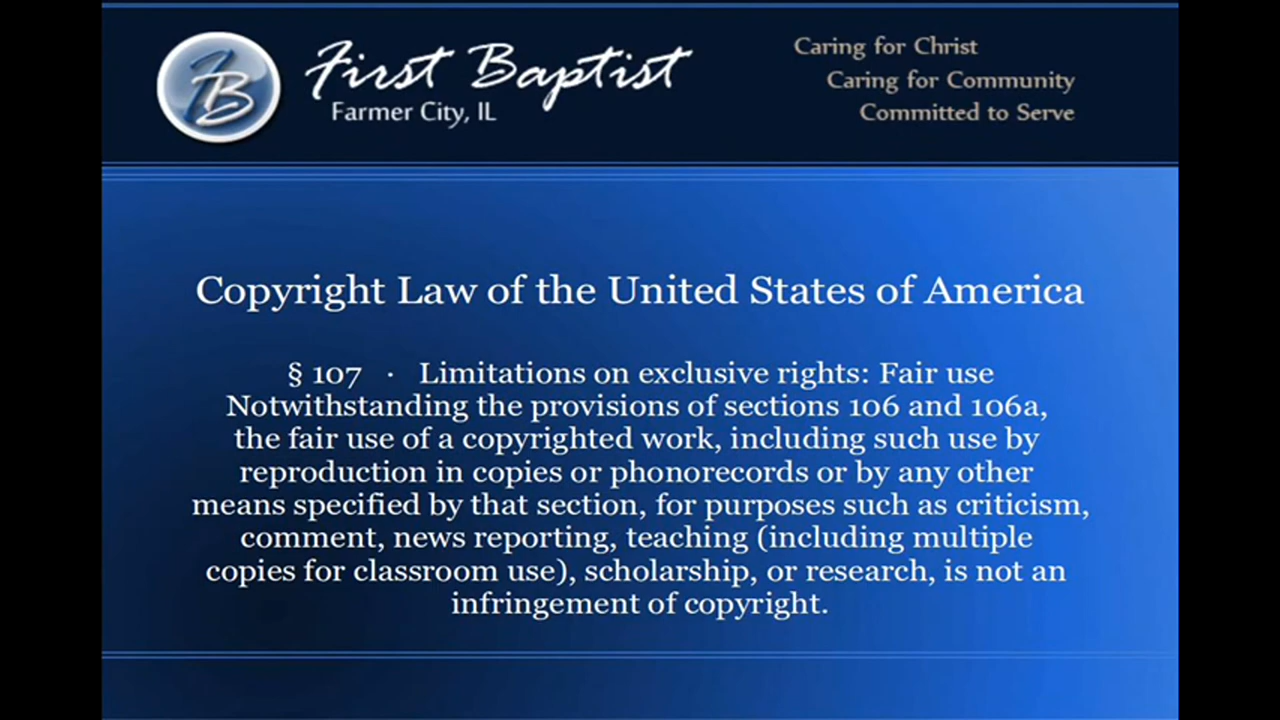 FB
First Baptist
Farmer City, IL
Caring for Christ
Caring for Community
Committed to Serve
Copyright Law of the United States of America
§ 107 · Limitations on exclusive rights: Fair use
Notwithstanding the provisions of sections 106 and 106a,
the fair use of a copyrighted work, including such use by
reproduction in copies or phonorecords or by any other
means specified by that section, for purposes such as criticism,
comment, news reporting, teaching (including multiple
copies for classroom use), scholarship, or research, is not an
infringement of copyright.